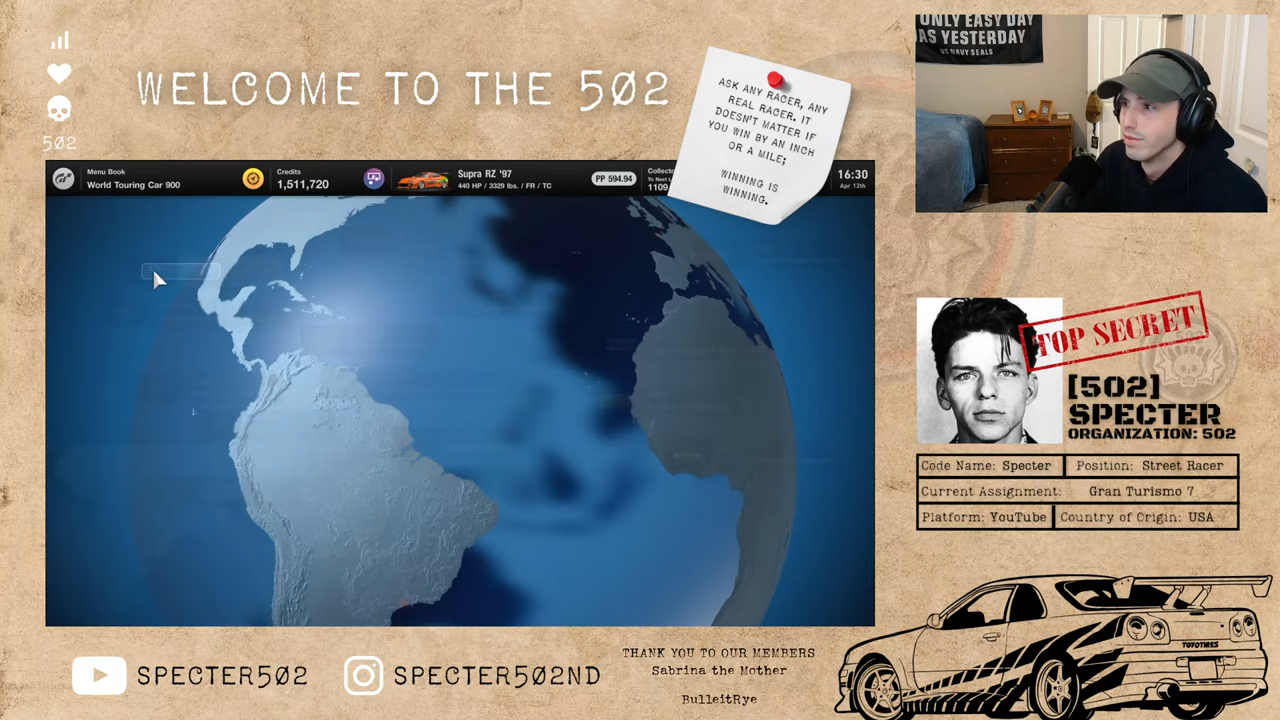 502
WELCOME TO THE 502
ASK ANY RACER, ANY
REAL RACER. IT
DOESN'T MATTER IF
YOU WIN BY AN INCH
OR A MILE;
WINNING IS
WINNING.
ONLY EASY DAY
AS YESTERDAY
US NAVY SEALS
Menu Book
World Touring Car 900
Credits
1,511,720
Supra RZ '97
440 HP / 3329 lbs. / FR / TC
PP 594.94
Collecto
To Next L
1109
16:30
Apr 12th
TOP SECRET
[502]
SPECTER
ORGANIZATION: 502
Code Name: Specter
Position: Street Racer
Current Assignment: Gran Turismo 7
Platform: YouTube
Country of Origin: USA
TOYOTIRES
SPECTER502
SPECTER502ND
THANK YOU TO OUR MEMBERS
Sabrina the Mother
BulleitRye